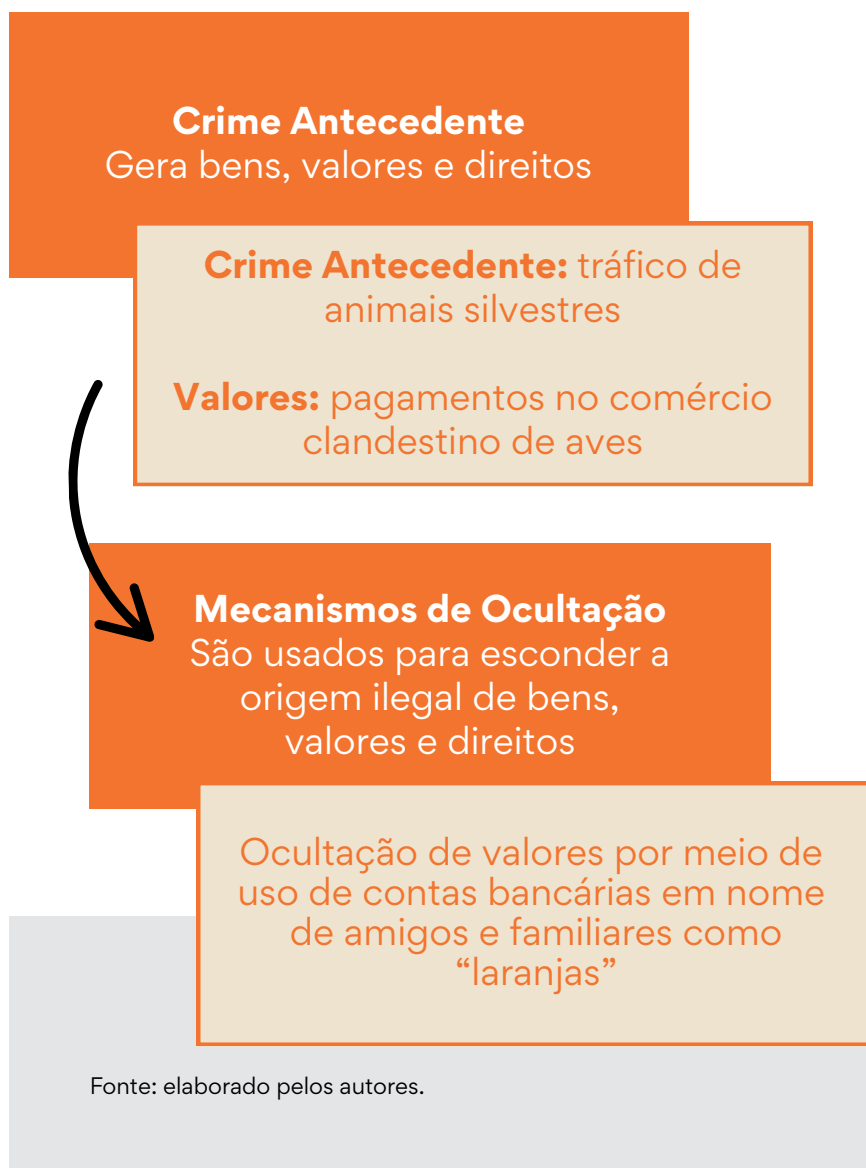 Crime Antecedente
Gera bens, valores e direitos
Crime Antecedente: tráfico de
animais silvestres
Valores: pagamentos no comércio
clandestino de aves
Mecanismos de Ocultação
São usados para esconder a
origem ilegal de bens,
valores e direitos
Ocultação de valores por meio de
uso de contas bancárias em nome
de amigos e familiares como
“laranjas”
Fonte: elaborado pelos autores.